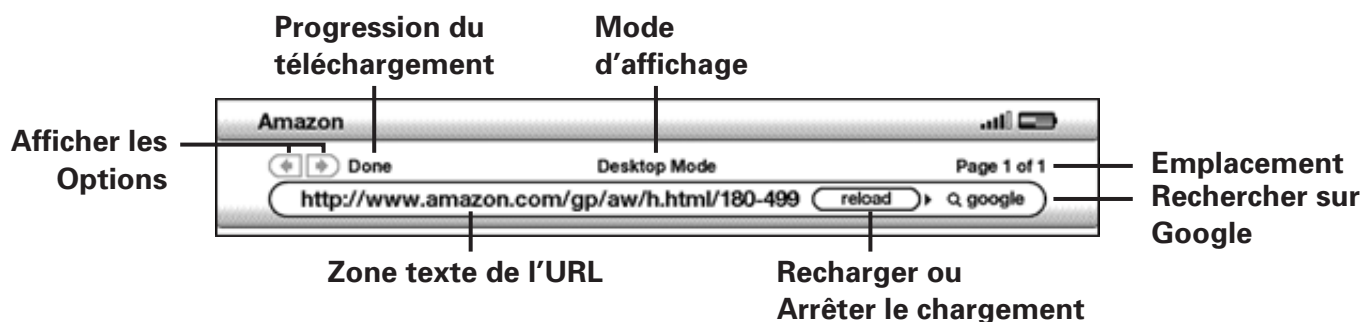 Progression du
téléchargement
Mode
d'affichage
Amazon
Afficher les
Options
Done
Desktop Mode
Page 1 of 1
Emplacement
http://www.amazon.com/gp/aw/h.html/180-499
reload
google
Rechercher sur
Google
Zone texte de l'URL
Recharger ou
Arrêter le chargement